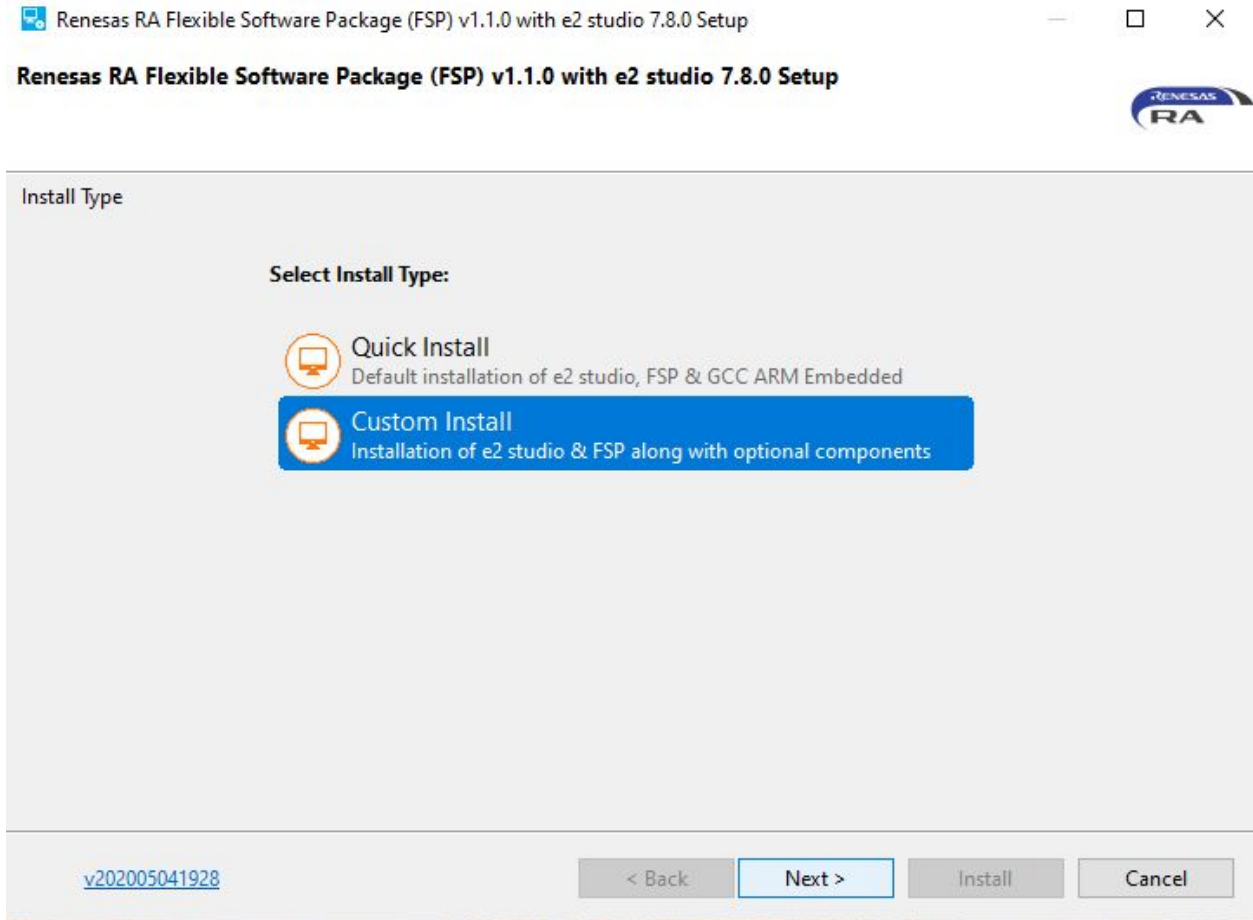 Renesas RA Flexible Software Package (FSP) v1.1.0 with e2 studio 7.8.0 Setup
Renesas RA Flexible Software Package (FSP) v1.1.0 with e2 studio 7.8.0 Setup
RENESAS
RA
Install Type
Select Install Type:
Quick Install
Default installation of e2 studio, FSP & GCC ARM Embedded
Custom Install
Installation of e2 studio & FSP along with optional components
v202005041928 < Back Next > Install Cancel